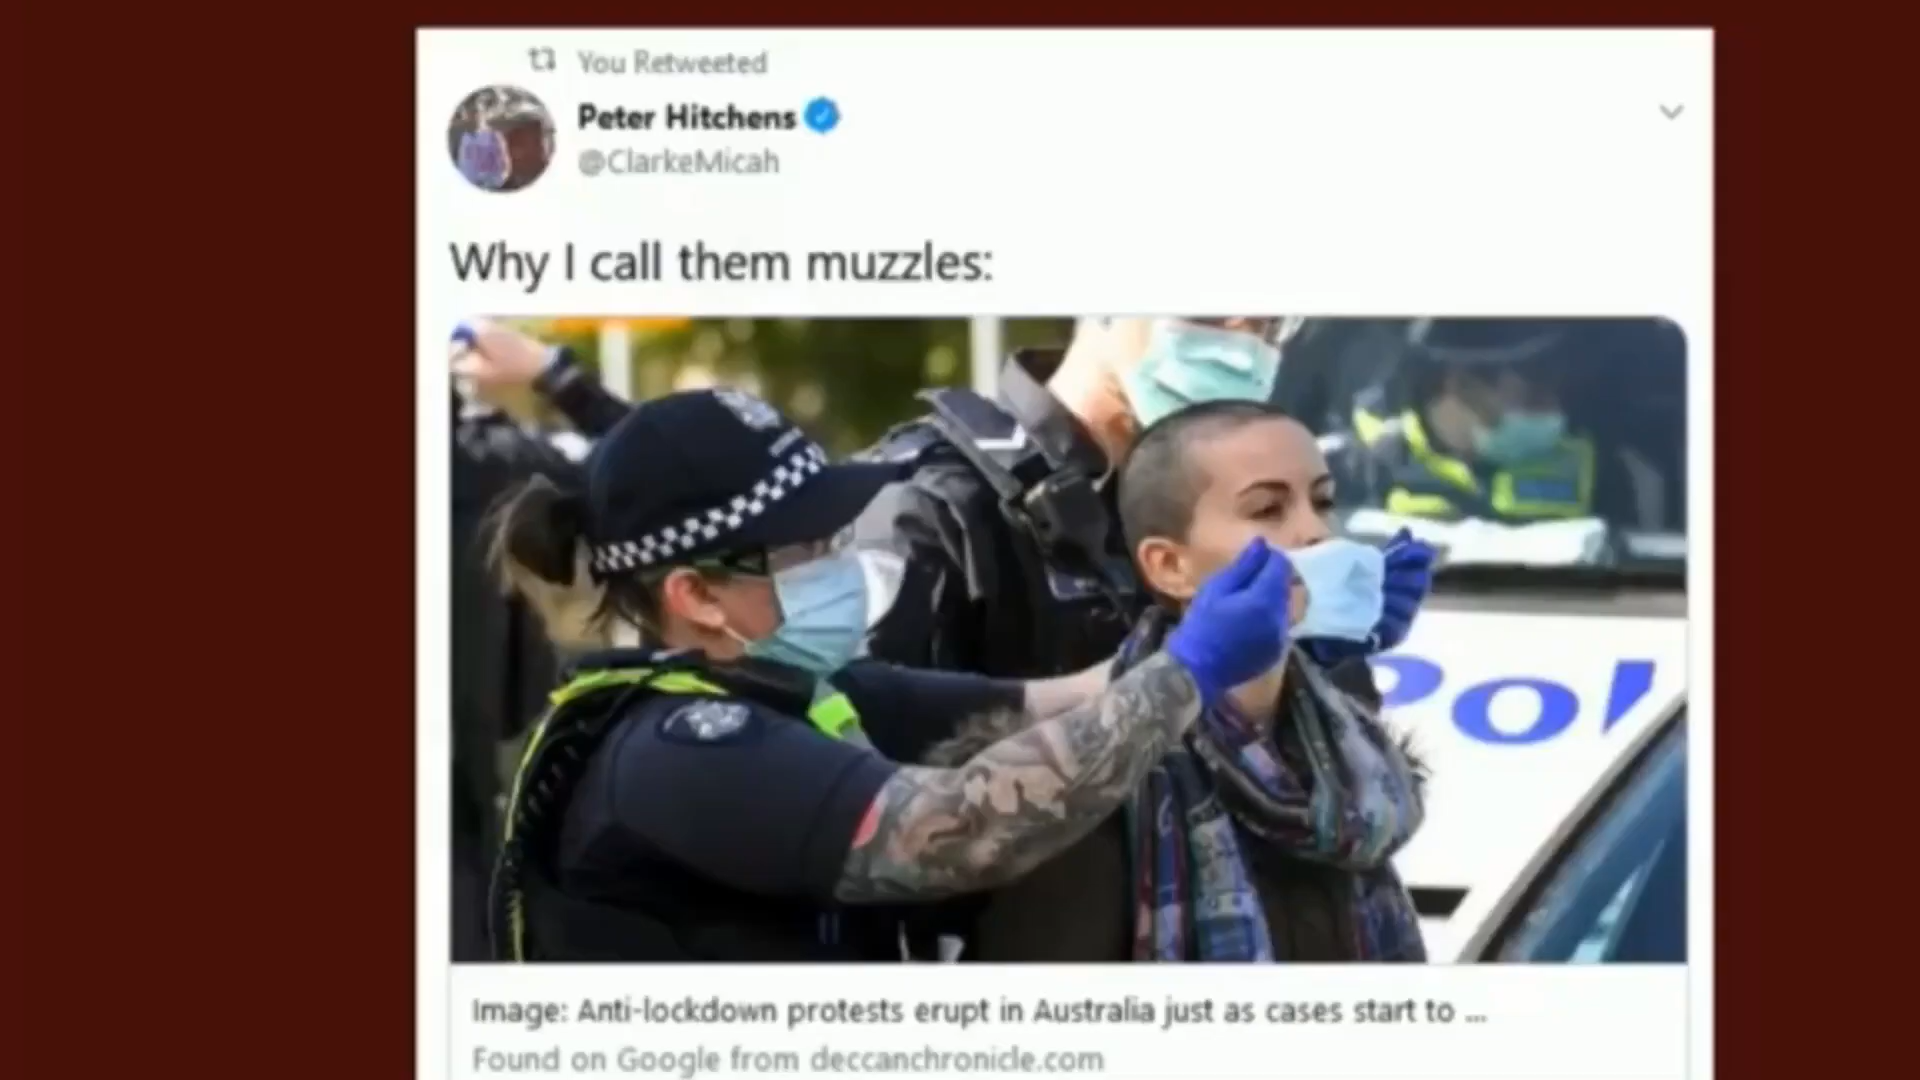 You Retweeted
Peter Hitchens
@ClarkeMicah
Why I call them muzzles:
Pol
Image: Anti-lockdown protests erupt in Australia just as cases start to ...
Found on Google from deccanchronicle.com